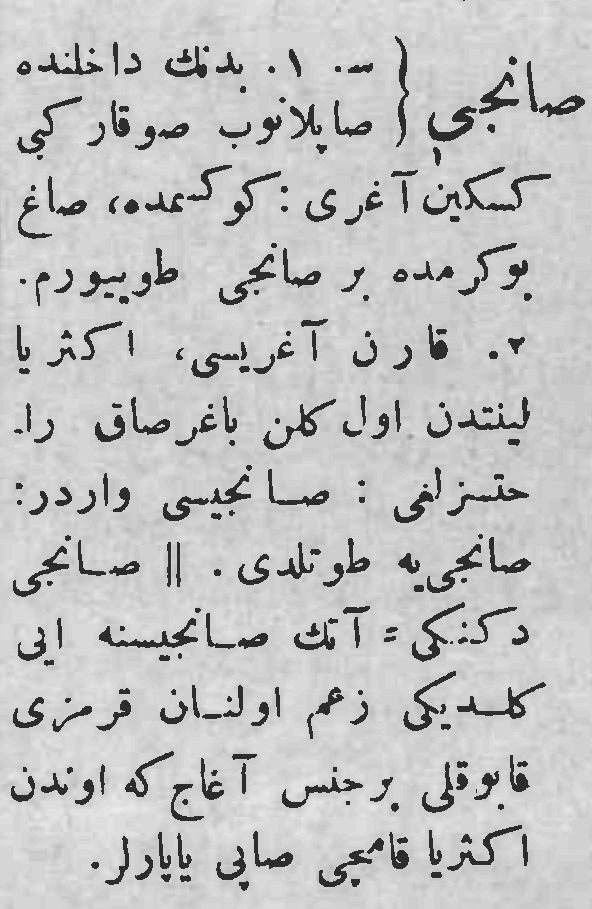 صانجی } س. ١. بدنك داخلنده
صاپلانوب صوقار كبی
كسكین آغری : كوكسمده، صاغ
بوكرمده بر صانجی طوییورم.
٢. قارن آغریسی، اكثریا
لینتدن اول كلن باغرصاق را-
حتسزلغی : صانجیسی واردر:
صانجی‌یه طوتلدی. || صانجی
دكنكی = آتك صانجیسنه ایی
كلدیكی زعم اولنان قرمزی
قابوقلی برجنس آغاج كه اوندن
اكثریا قامچی صاپی یاپارلر.